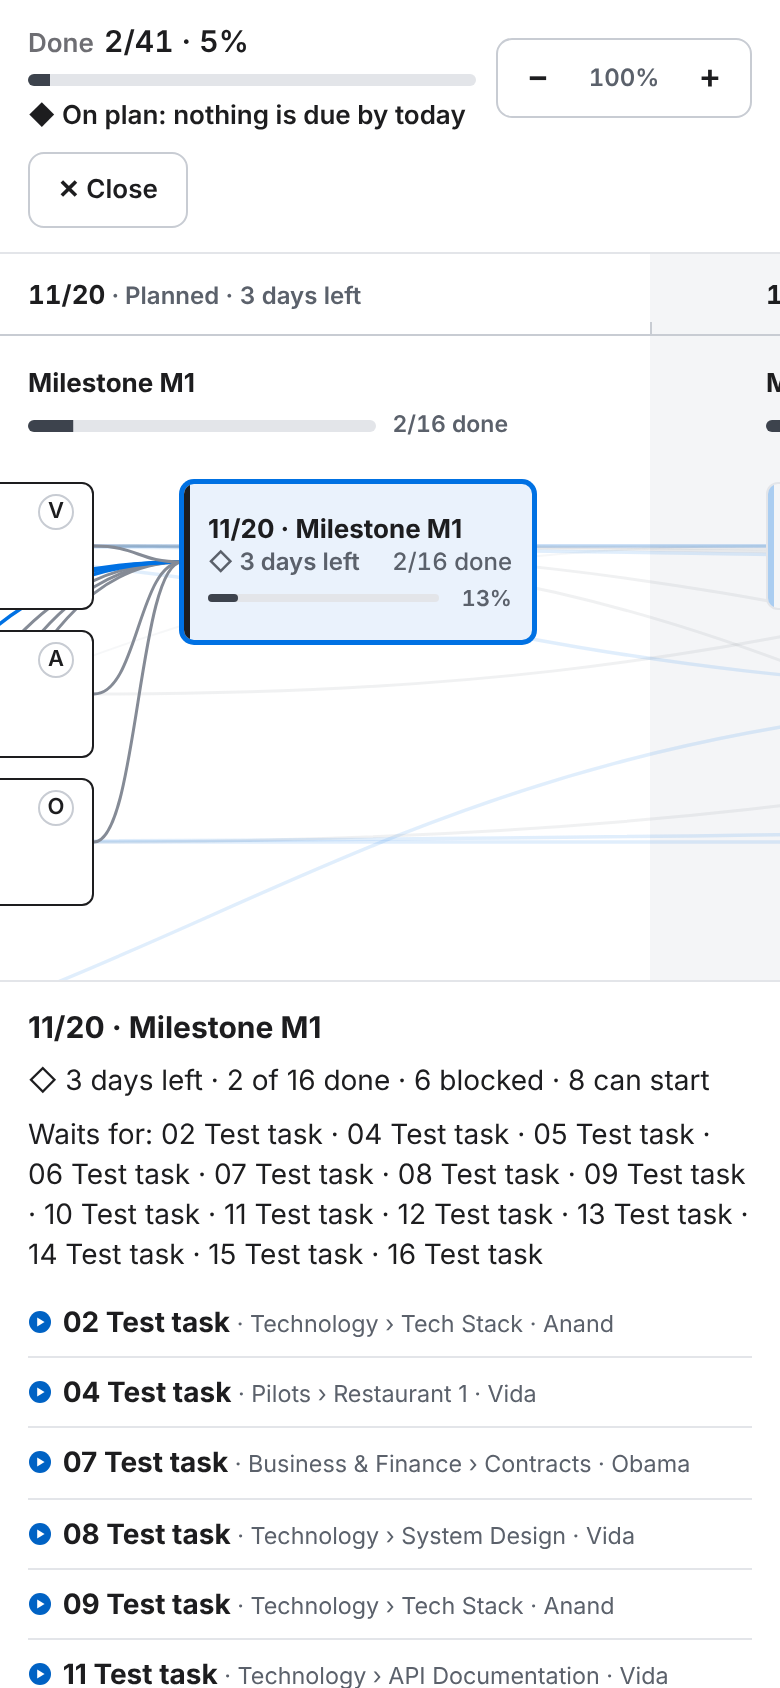 Done 2/41 · 5%
− 100% +
◆ On plan: nothing is due by today
✕ Close
11/20 · Planned · 3 days left
1
Milestone M1
M
2/16 done
V
11/20 · Milestone M1
◇ 3 days left 2/16 done
13%
A
O
11/20 · Milestone M1
◇ 3 days left · 2 of 16 done · 6 blocked · 8 can start
Waits for: 02 Test task · 04 Test task · 05 Test task ·
06 Test task · 07 Test task · 08 Test task · 09 Test task
· 10 Test task · 11 Test task · 12 Test task · 13 Test task ·
14 Test task · 15 Test task · 16 Test task
02 Test task · Technology › Tech Stack · Anand
04 Test task · Pilots › Restaurant 1 · Vida
07 Test task · Business & Finance › Contracts · Obama
08 Test task · Technology › System Design · Vida
09 Test task · Technology › Tech Stack · Anand
11 Test task · Technology › API Documentation · Vida